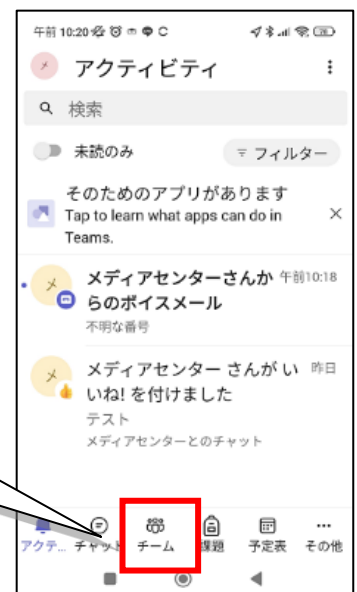 午前10:20
アクティビティ
検索
未読のみ
フィルター
そのためのアプリがあります
Tap to learn what apps can do in
Teams.
メディアセンターさんか 午前10:18
らのボイスメール
不明な番号
メディアセンター さんが い 昨日
いね! を付けました
テスト
メディアセンターとのチャット
アクテ... チャット チーム 課題 予定表 その他